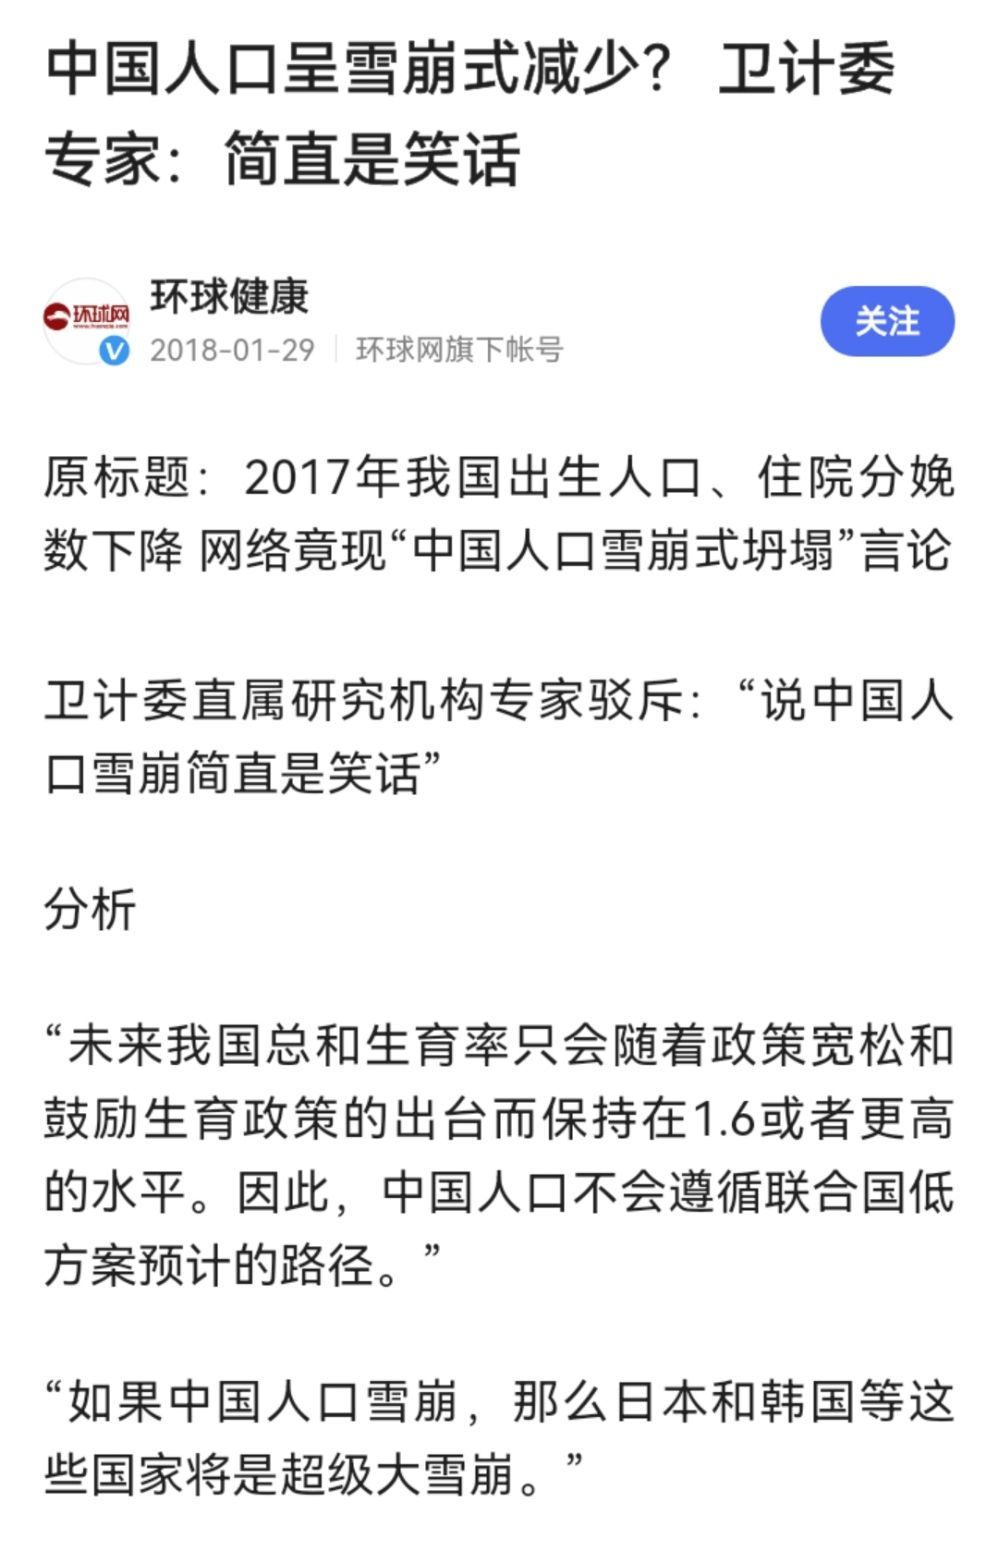 中国人口呈雪崩式减少？ 卫计委
专家：简直是笑话
环球健康
环球网
www.huanqiu.com
V
2018-01-29 | 环球网旗下帐号
关注
原标题：2017年我国出生人口、住院分娩
数下降 网络竟现“中国人口雪崩式坍塌”言论
卫计委直属研究机构专家驳斥：“说中国人
口雪崩简直是笑话”
分析
“未来我国总和生育率只会随着政策宽松和
鼓励生育政策的出台而保持在1.6或者更高
的水平。因此，中国人口不会遵循联合国低
方案预计的路径。”
“如果中国人口雪崩，那么日本和韩国等这
些国家将是超级大雪崩。”